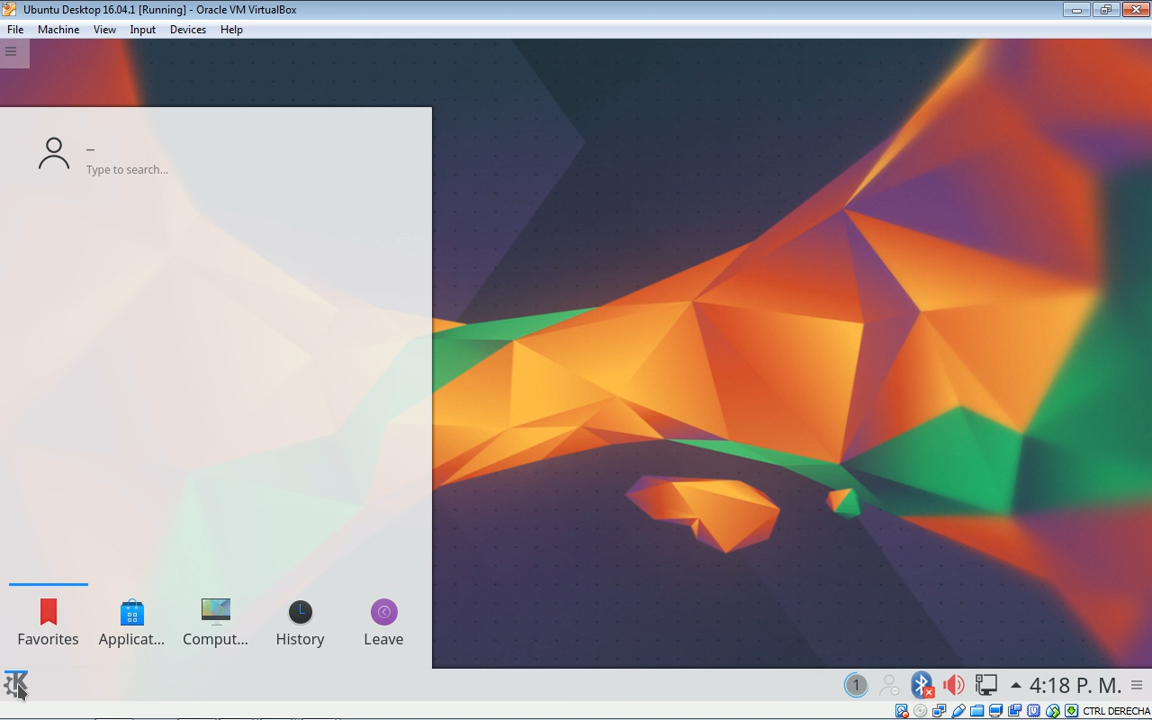 Ubuntu Desktop 16.04.1 [Running] - Oracle VM VirtualBox
File Machine View Input Devices Help
–
Type to search...
Favorites Applicat... Comput... History Leave
1 4:18 P. M.
CTRL DERECHA